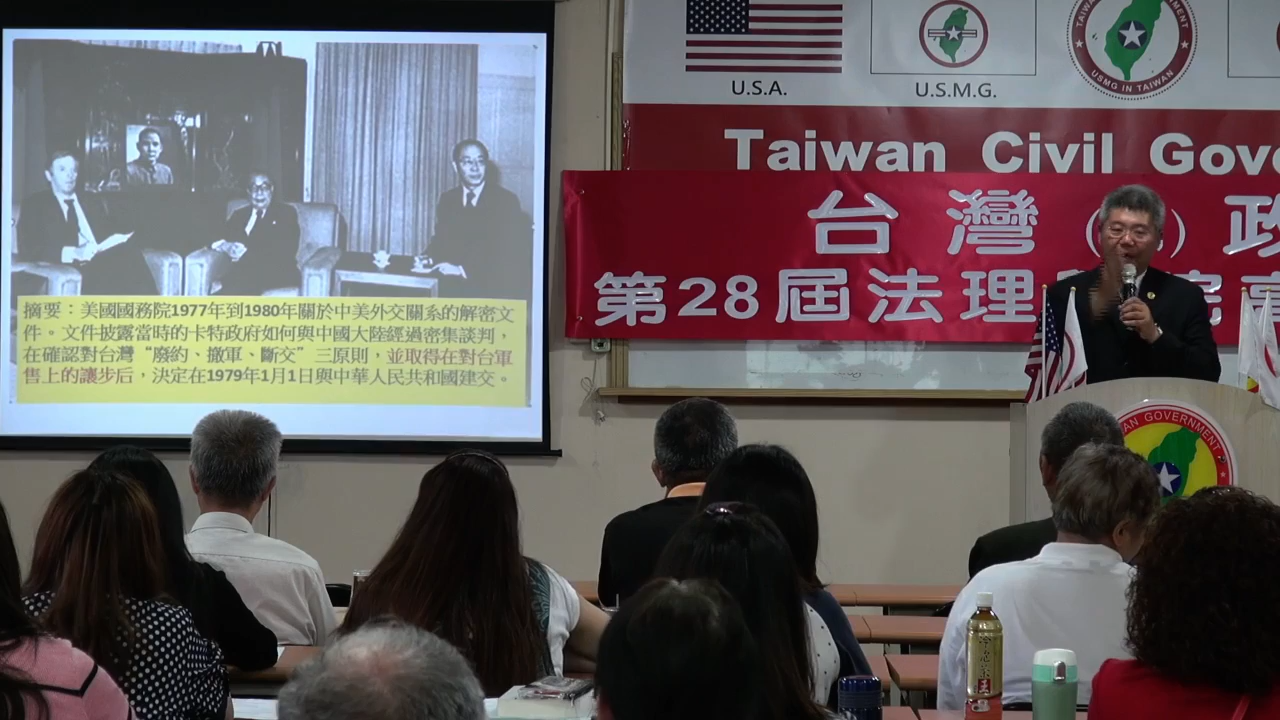 U.S.A.
U.S.M.G.
TAIWAN
USMG IN TAIWAN
Taiwan Civil Gove
台灣(民)政
第28屆法理
摘要：美國國務院1977年到1980年關於中美外交關系的解密文
件。文件披露當時的卡特政府如何與中國大陸經過密集談判，
在確認對台灣“廢約、撤軍、斷交”三原則，並取得在對台軍
售上的讓步后，決定在1979年1月1日與中華人民共和國建交。
GOVERNMENT